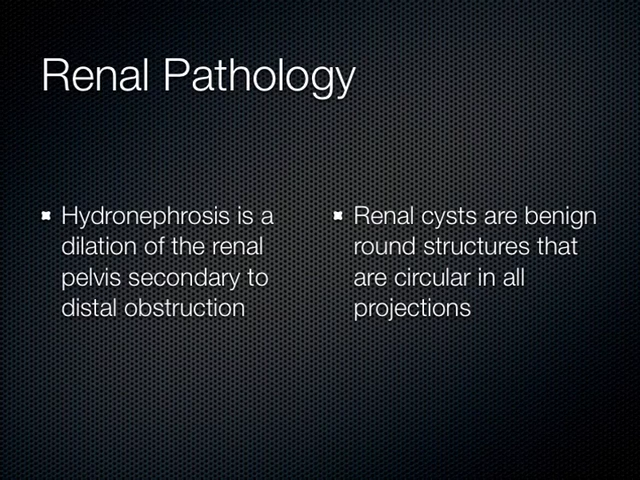 Renal Pathology
Hydronephrosis is a
dilation of the renal
pelvis secondary to
distal obstruction
Renal cysts are benign
round structures that
are circular in all
projections